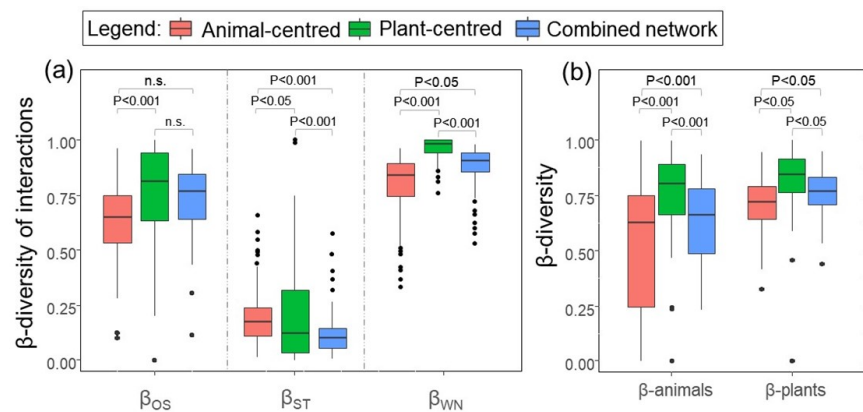 Legend: Animal-centred Plant-centred Combined network
(a)
n.s.
P<0.001
n.s.
P<0.001
P<0.05
P<0.001
P<0.05
P<0.001
P<0.001
β-diversity of interactions
1.00
0.75
0.50
0.25
0.00
βOS
βST
βWN
(b)
P<0.001
P<0.001
P<0.001
P<0.05
P<0.05
P<0.05
β-diversity
1.00
0.75
0.50
0.25
0.00
β-animals
β-plants